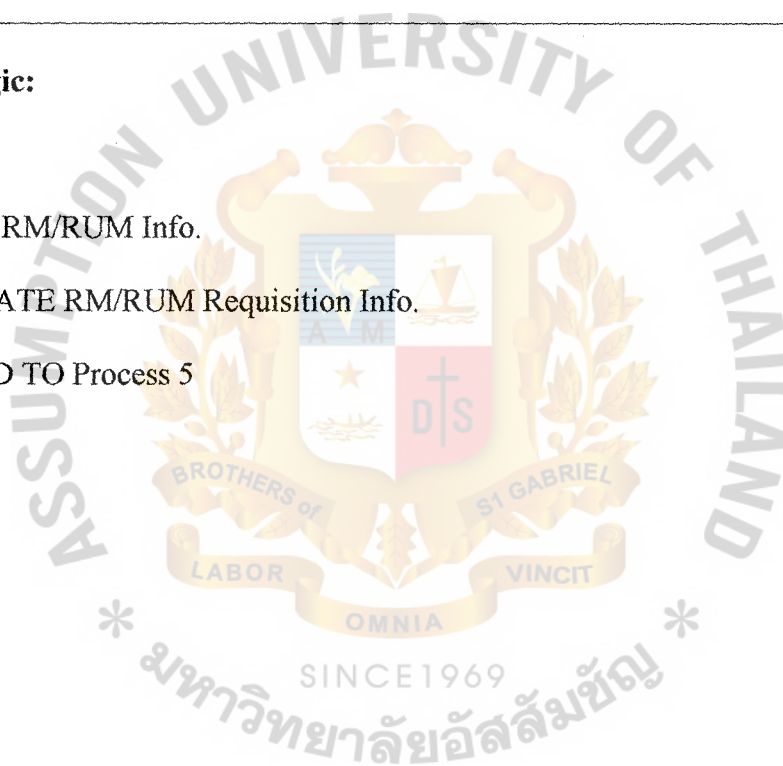 ic:
RM/RUM Info.
ATE RM/RUM Requisition Info.
TO Process 5
ASSUMPTION UNIVERSITY OF THAILAND
A M
D S
BROTHERS of S1 GABRIEL
LABOR VINCIT
OMNIA
SINCE1969
* มหาวิทยาลัยอัสสัมชัญ *